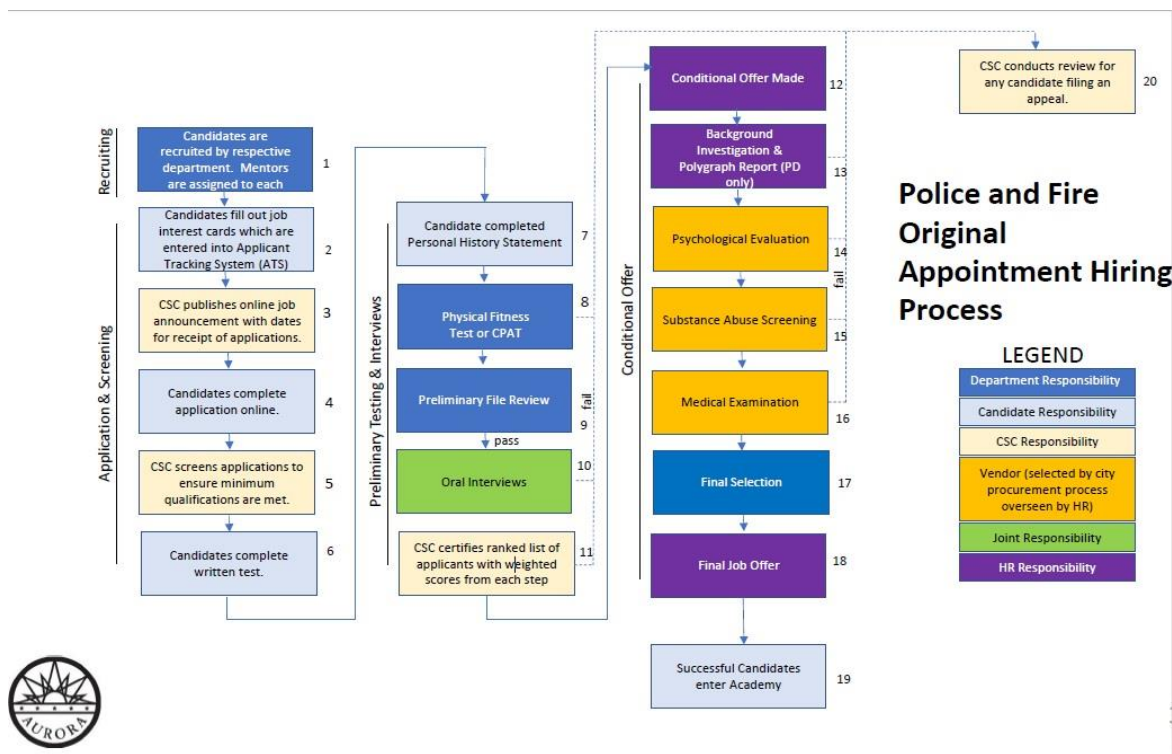 Recruiting
Candidates are
recruited by respective
department. Mentors
are assigned to each
1
Application & Screening
Candidates fill out job
interest cards which are
entered into Applicant
Tracking System (ATS)
2
CSC publishes online job
announcement with dates
for receipt of applications.
3
Candidates complete
application online.
4
CSC screens applications to
ensure minimum
qualifications are met.
5
Candidates complete
written test.
6
Preliminary Testing & Interviews
Candidate completed
Personal History Statement
7
Physical Fitness
Test or CPAT
8
Preliminary File Review
9
fail
pass
Oral Interviews
10
CSC certifies ranked list of
applicants with weighted
scores from each step
11
Conditional Offer
Conditional Offer Made
12
Background
Investigation &
Polygraph Report (PD
only)
13
Psychological Evaluation
14
fail
Substance Abuse Screening
15
Medical Examination
16
Final Selection
17
Final Job Offer
18
Successful Candidates
enter Academy
19
CSC conducts review for
any candidate filing an
appeal.
20
Police and Fire
Original
Appointment Hiring
Process
LEGEND
Department Responsibility
Candidate Responsibility
CSC Responsibility
Vendor (selected by city
procurement process
overseen by HR)
Joint Responsibility
HR Responsibility
AURORA